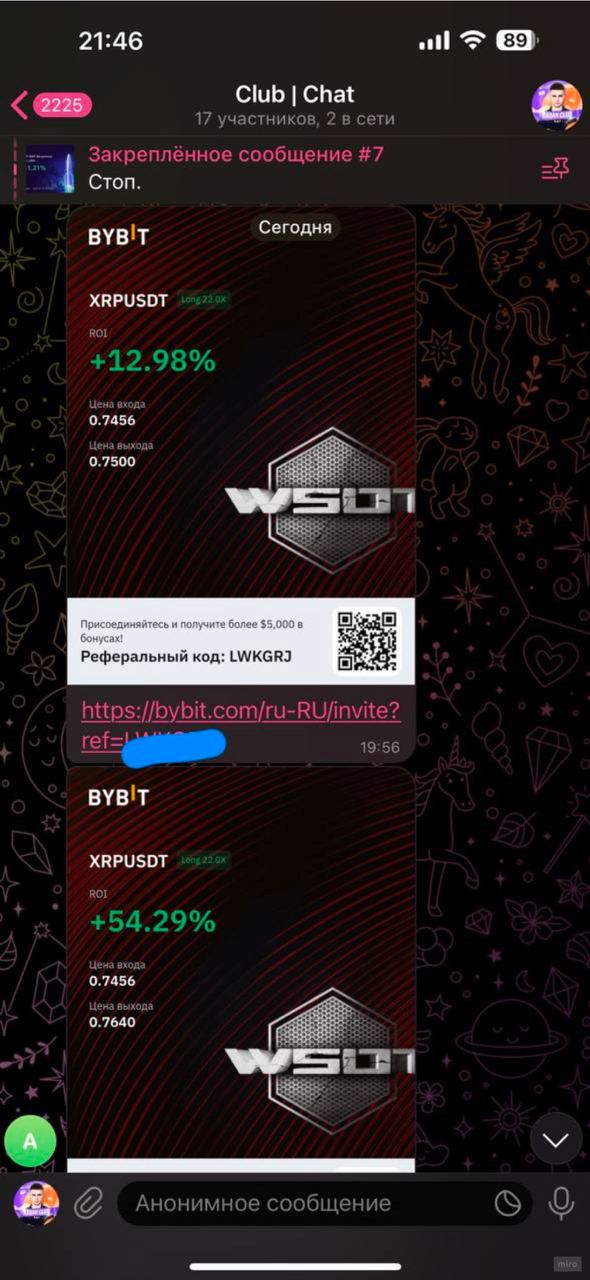 21:46
89
2225
Club | Chat
17 участников, 2 в сети
Закреплённое сообщение #7
Стоп.
Сегодня
BYBIT
XRPUSDT Long 22.0X
ROI
+12.98%
Цена входа
0.7456
Цена выхода
0.7500
WSOT
Присоединяйтесь и получите более $5,000 в
бонусах!
Реферальный код: LWKGRJ
https://bybit.com/ru-RU/invite?
ref=
19:56
BYBIT
XRPUSDT Long 22.0X
ROI
+54.29%
Цена входа
0.7456
Цена выхода
0.7640
WSOT
A
Анонимное сообщение
miro